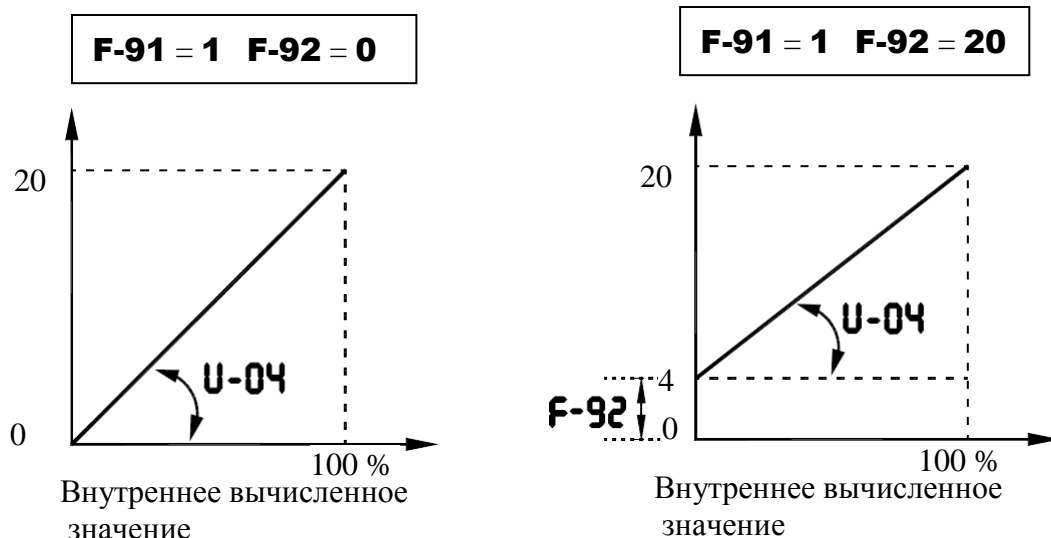 F-91 = 1 F-92 = 0
20
U-04
0
100 %
Внутреннее вычисленное
значение
F-91 = 1 F-92 = 20
20
U-04
4
F-92
0
100 %
Внутреннее вычисленное
значение